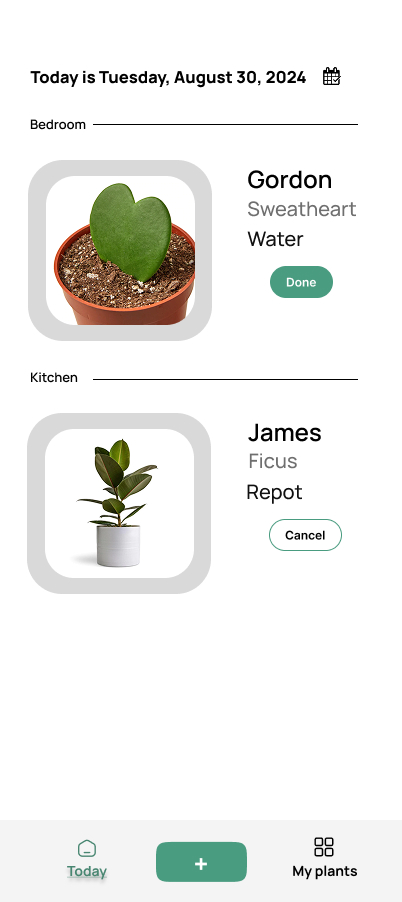 Today is Tuesday, August 30, 2024
Bedroom
Gordon
Sweatheart
Water
Done
Kitchen
James
Ficus
Repot
Cancel
Today
+
My plants